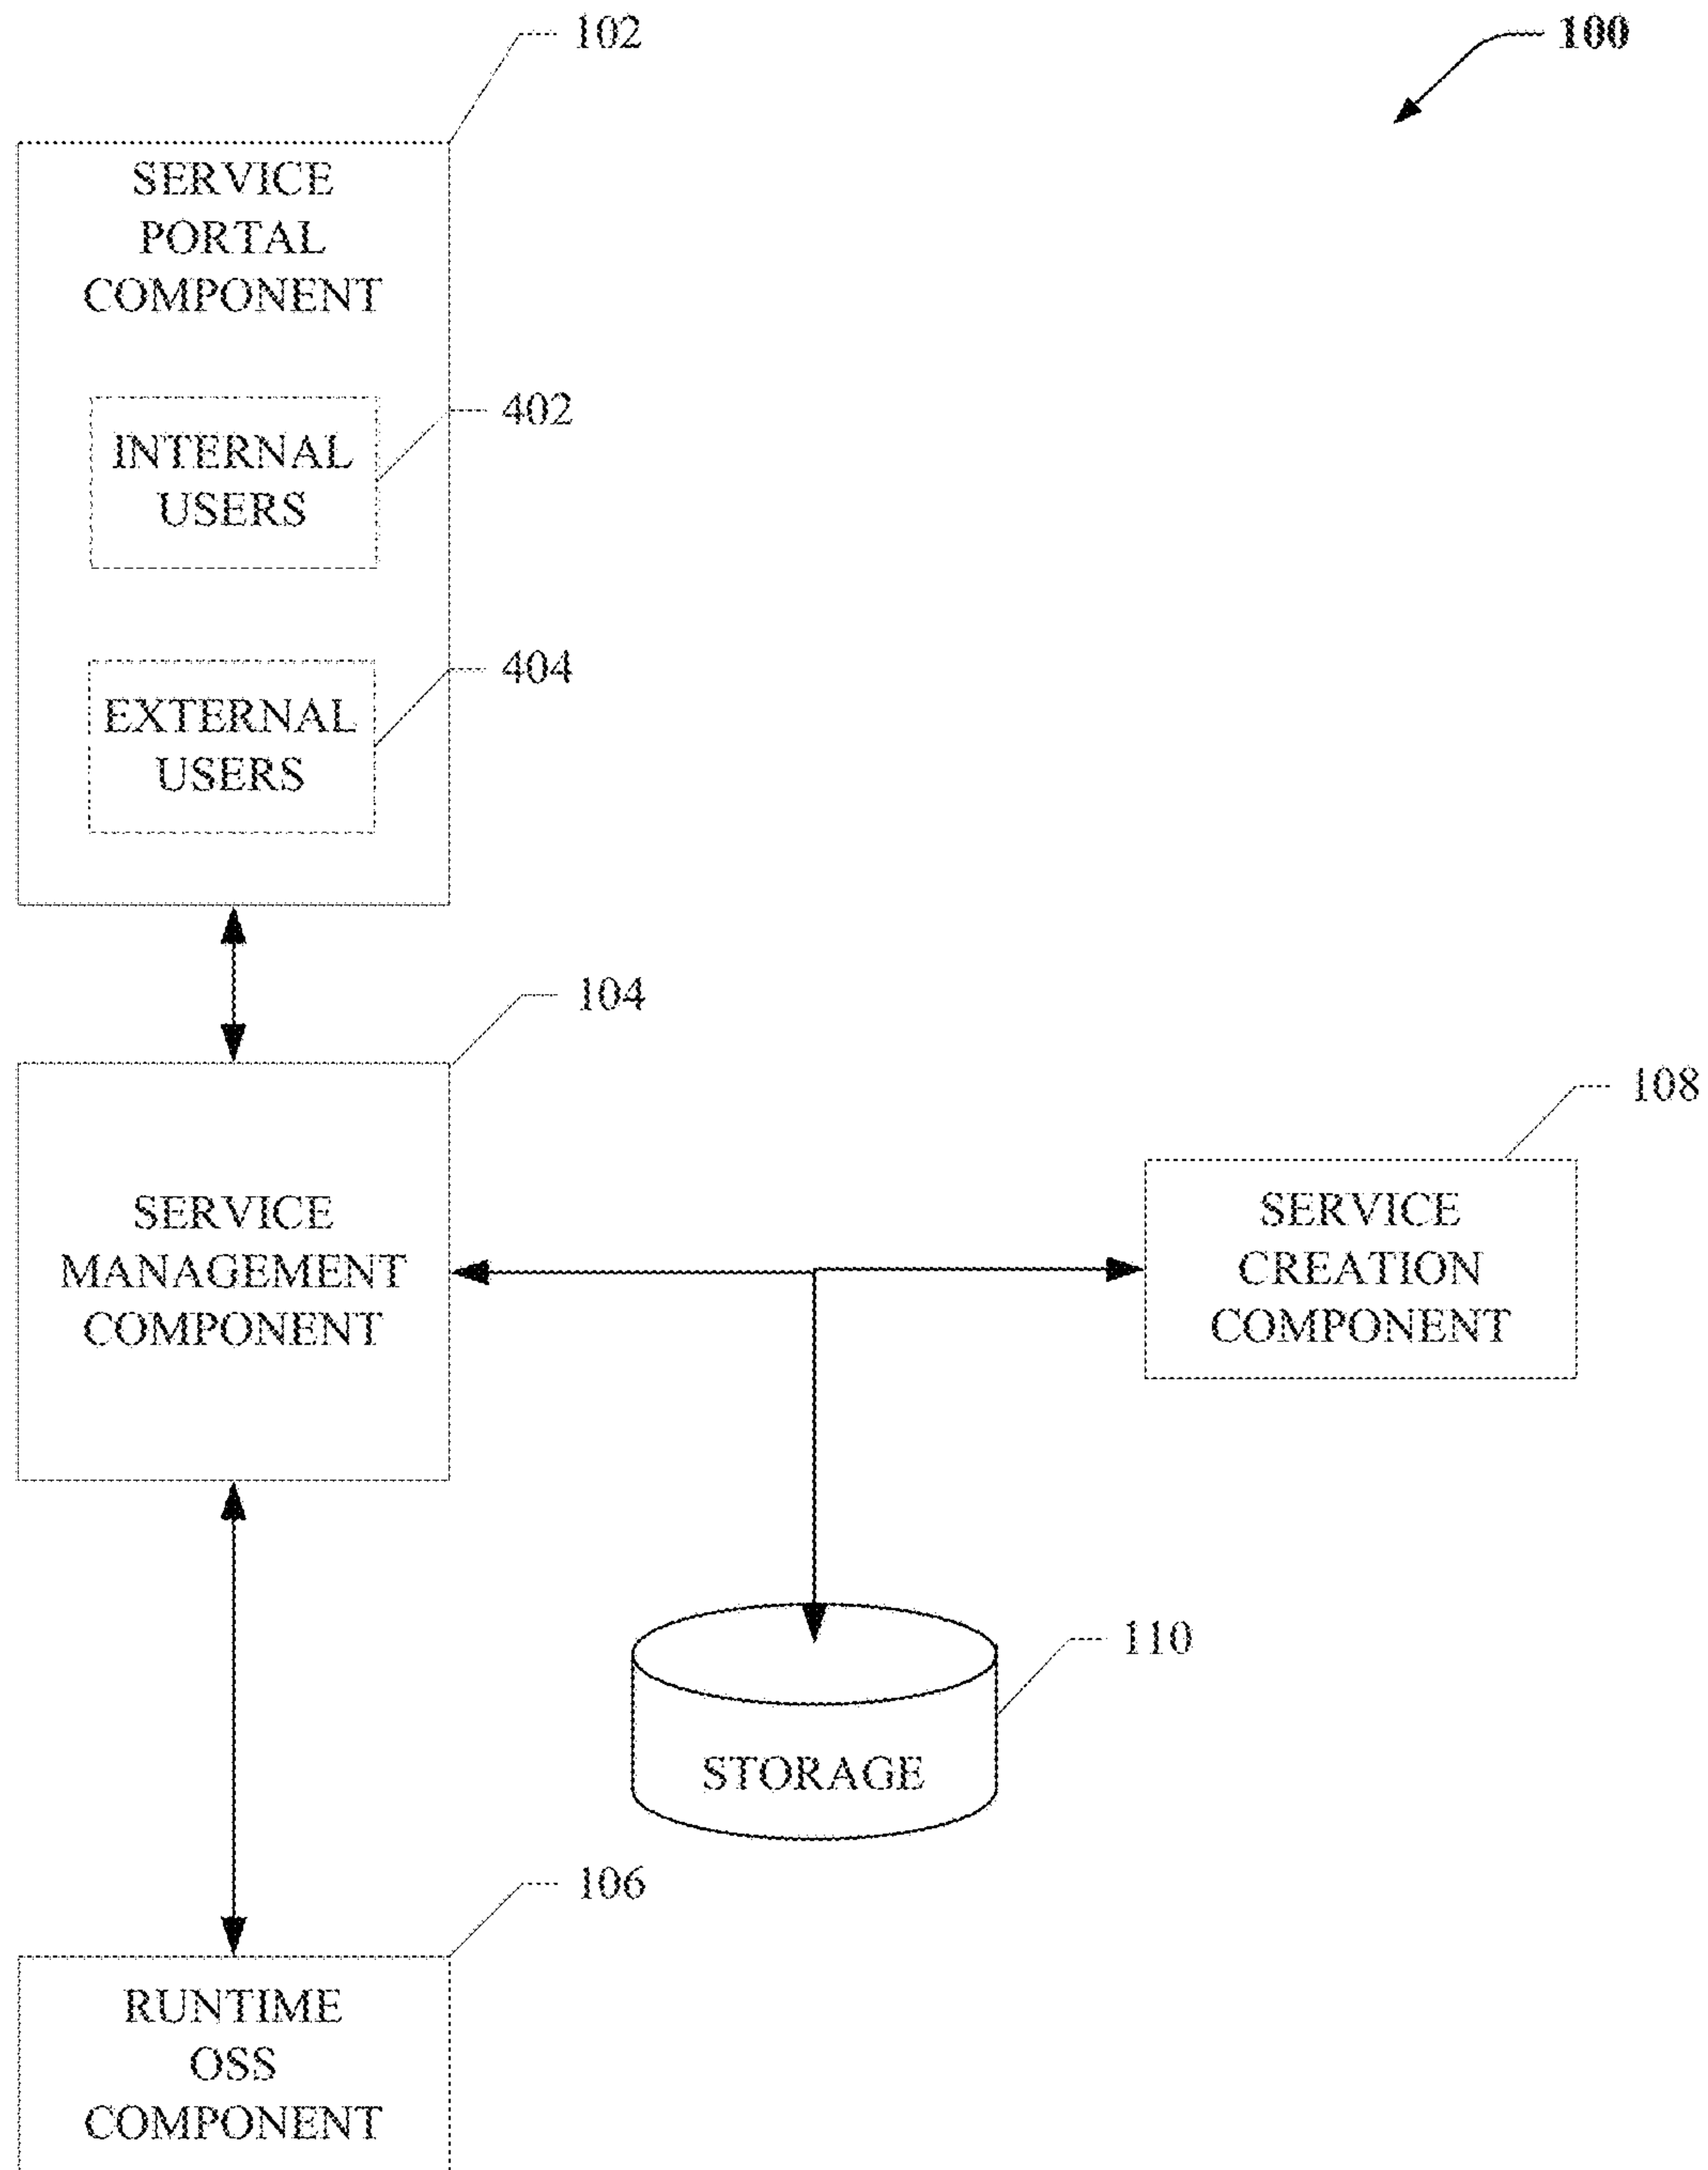 102
100
SERVICE
PORTAL
COMPONENT
402
INTERNAL
USERS
404
EXTERNAL
USERS
104
108
SERVICE
MANAGEMENT
COMPONENT
SERVICE
CREATION
COMPONENT
110
STORAGE
106
RUNTIME
OSS
COMPONENT